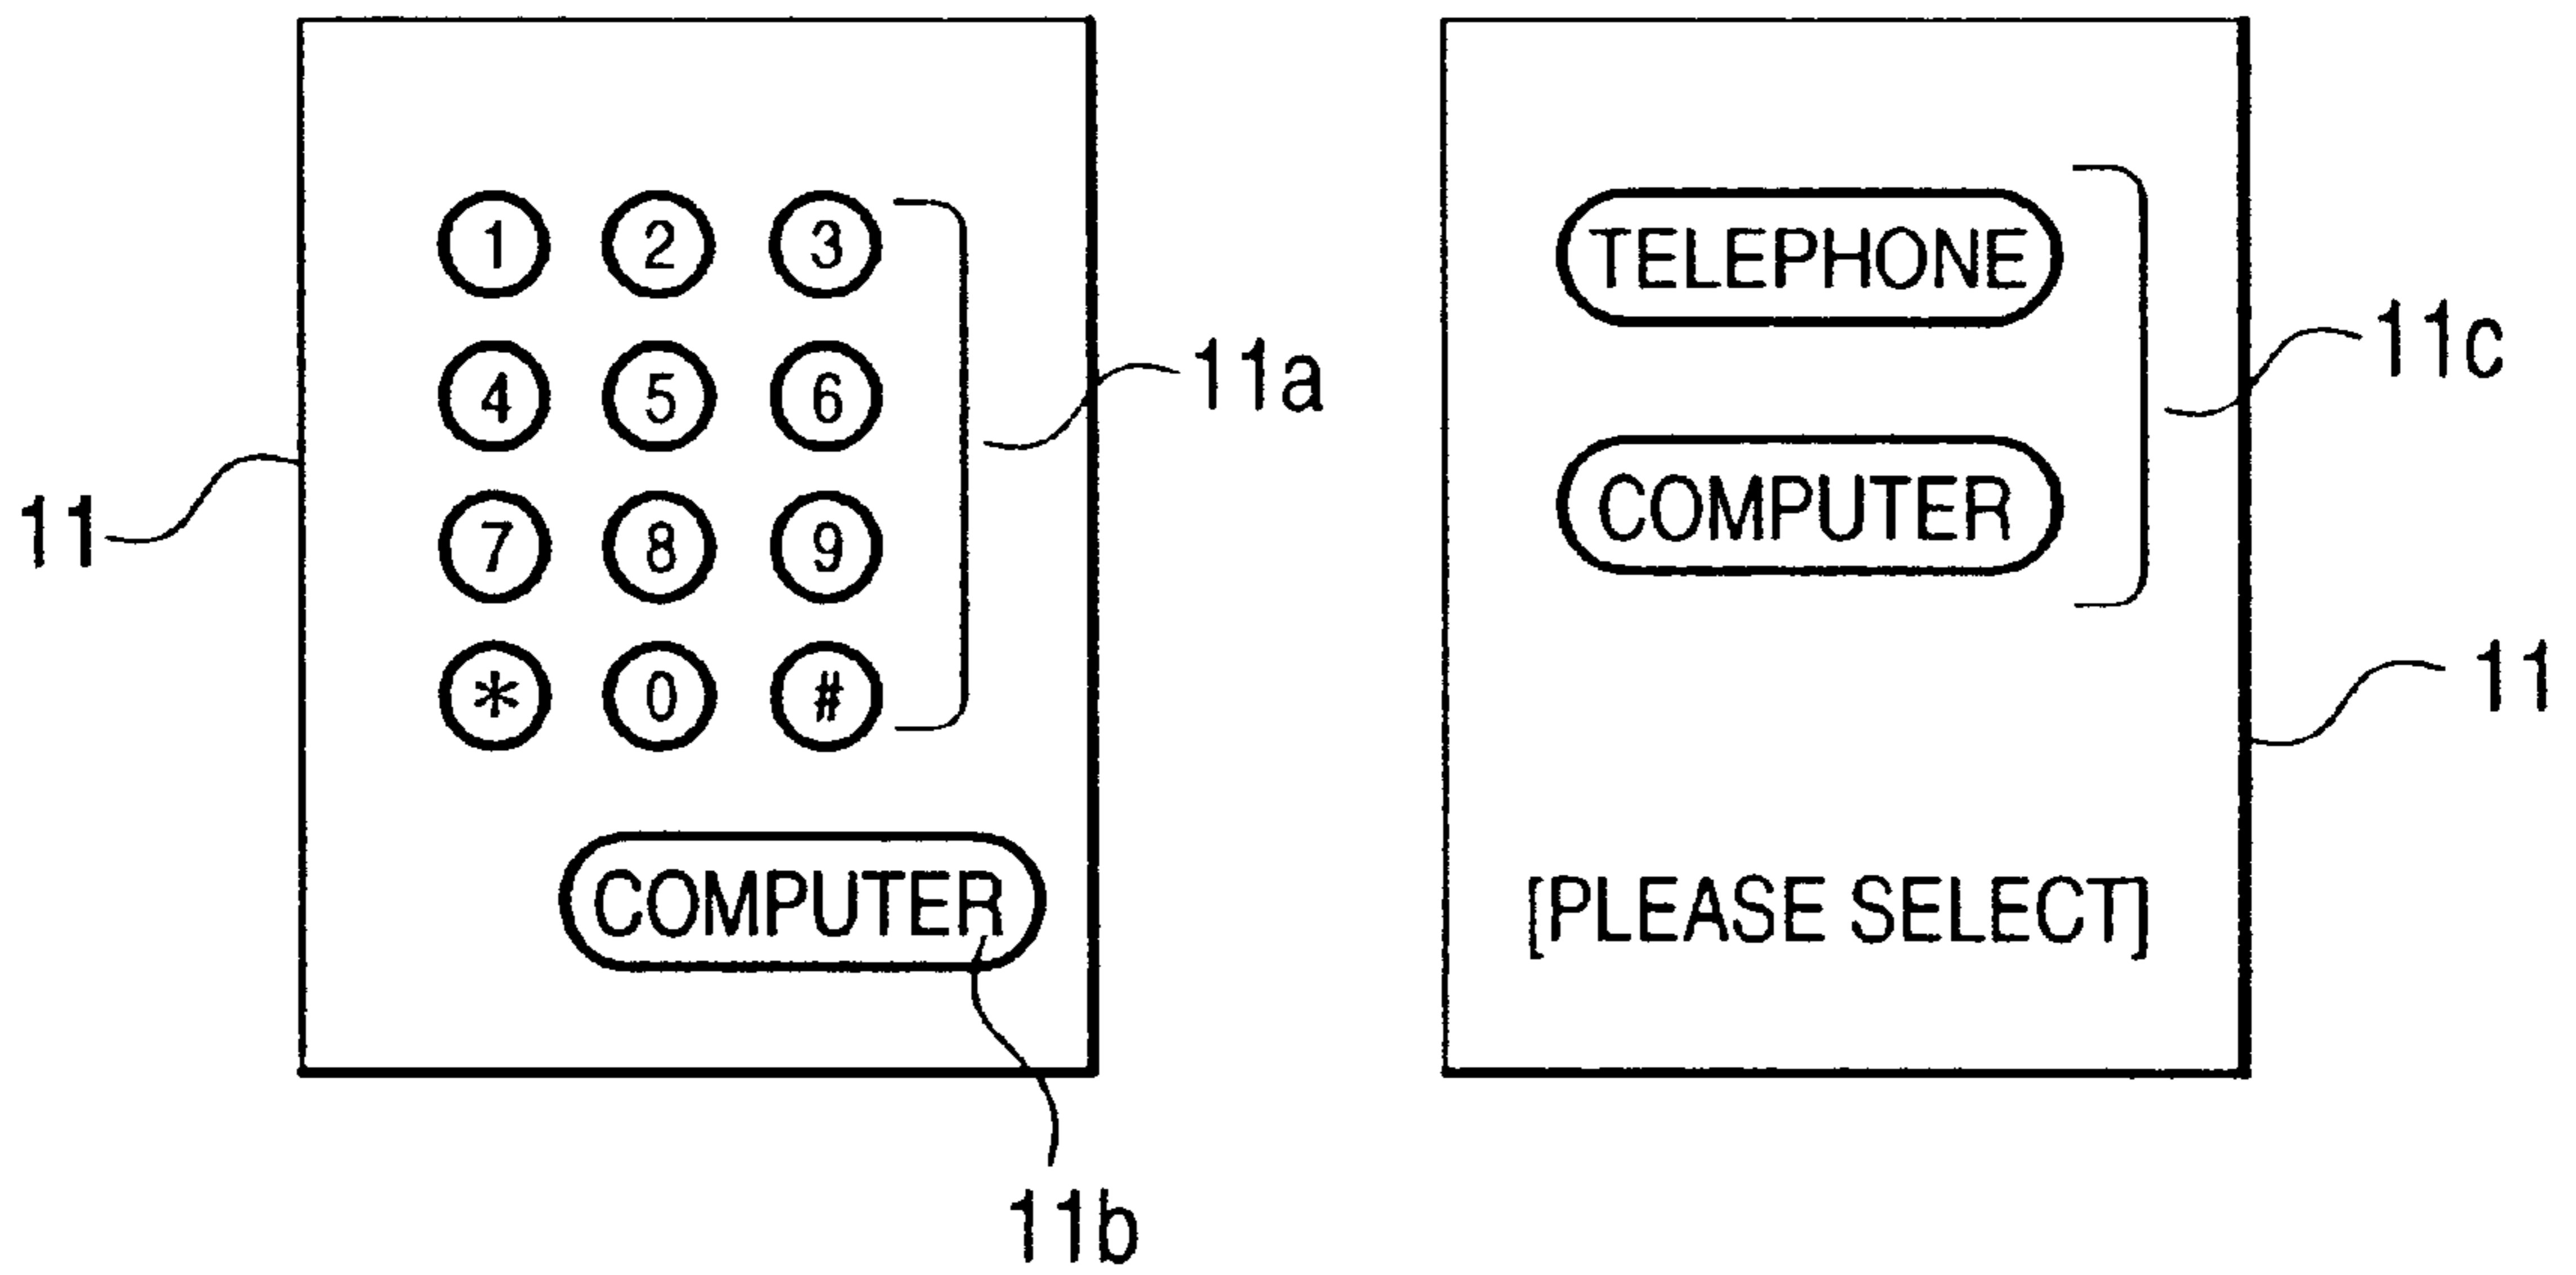 1 2 3
11a
4 5 6
11
7 8 9
* 0 #
COMPUTER
11b
TELEPHONE
11c
COMPUTER
11
[PLEASE SELECT]